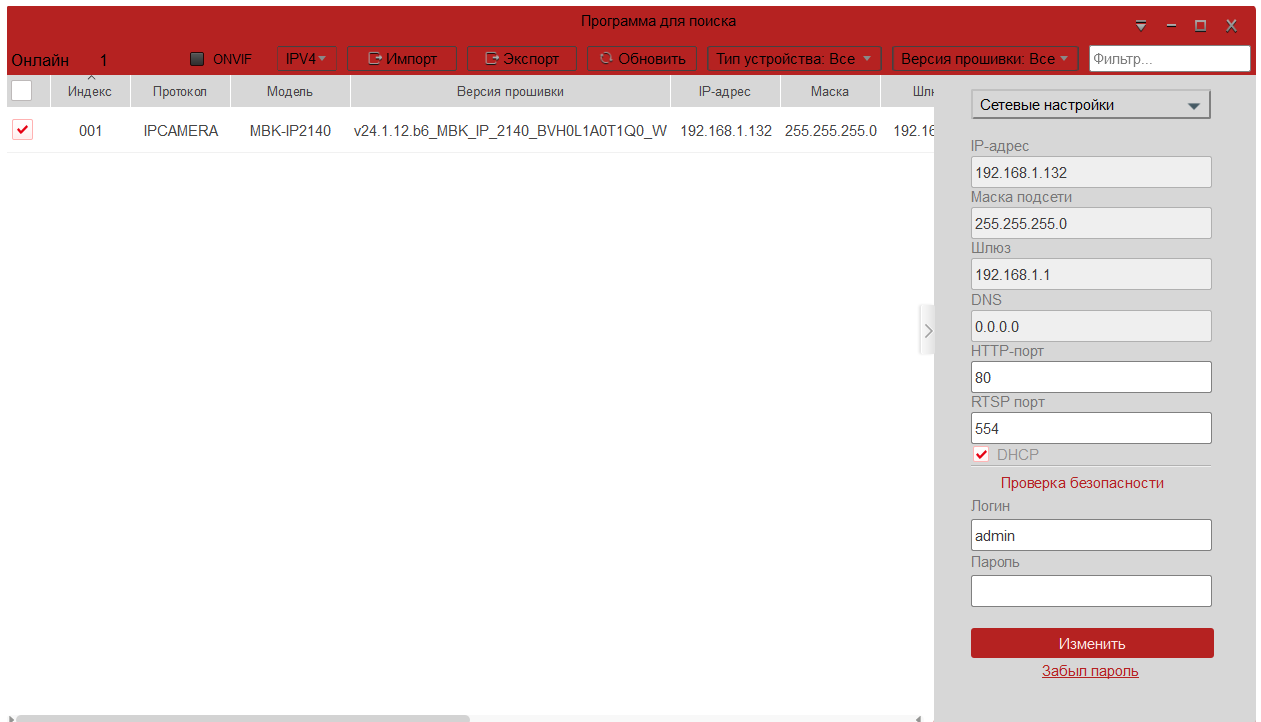 Программа для поиска
Онлайн 1 ONVIF IPV4 Импорт Экспорт Обновить Тип устройства: Все Версия прошивки: Все Фильтр...
Индекс Протокол Модель Версия прошивки IP-адрес Маска Шл
001 IPCAMERA MBK-IP2140 v24.1.12.b6_MBK_IP_2140_BVH0L1A0T1Q0_W 192.168.1.132 255.255.255.0 192.16
Сетевые настройки
IP-адрес
192.168.1.132
Маска подсети
255.255.255.0
Шлюз
192.168.1.1
DNS
0.0.0.0
HTTP-порт
80
RTSP порт
554
DHCP
Проверка безопасности
Логин
admin
Пароль
Изменить
Забыл пароль